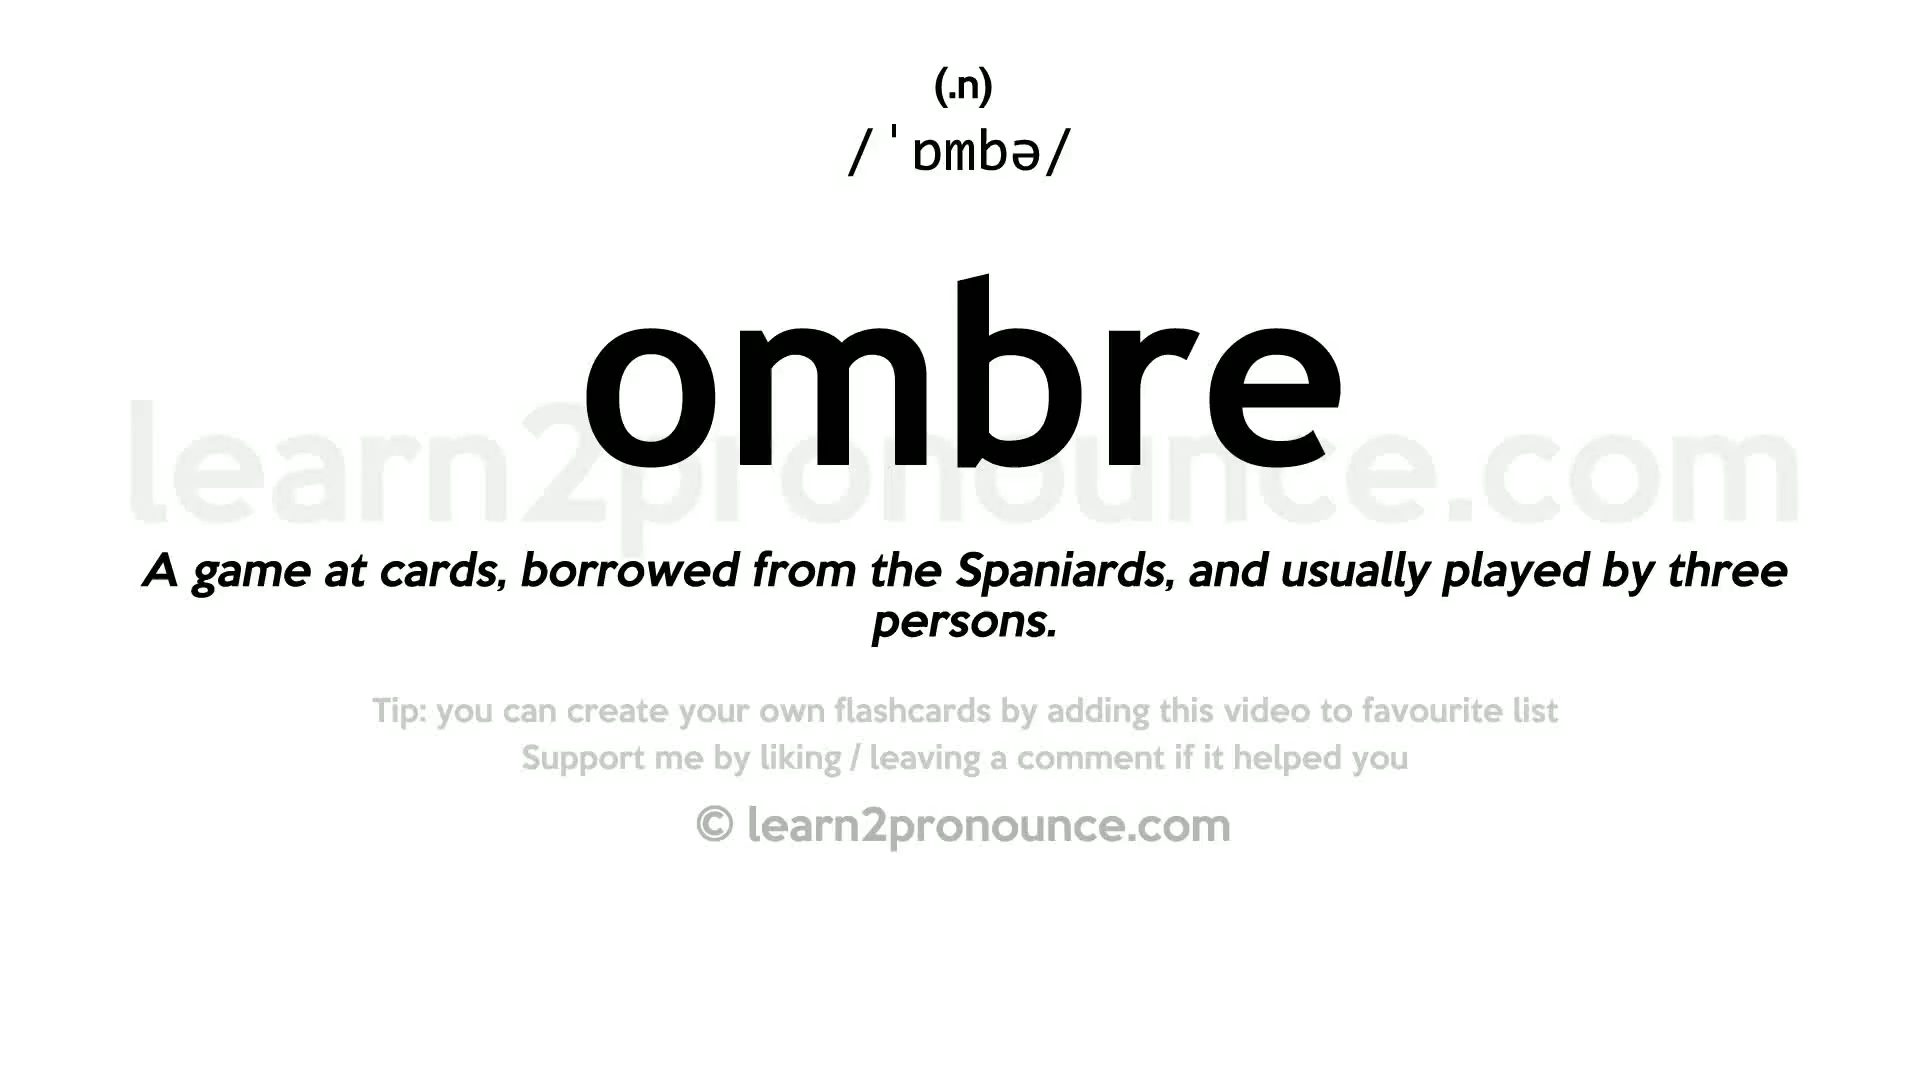 (.n)
/ˈɒmbə/
ombre
learn2pronounce.com
A game at cards, borrowed from the Spaniards, and usually played by three
persons.
Tip: you can create your own flashcards by adding this video to favourite list
Support me by liking / leaving a comment if it helped you
© learn2pronounce.com